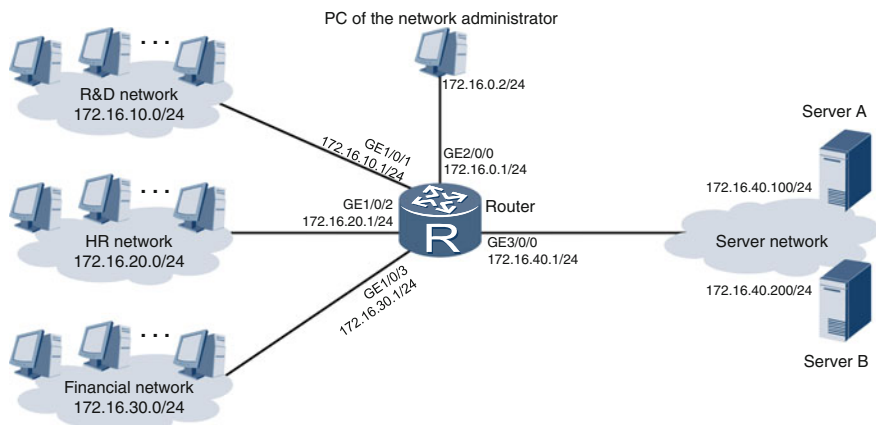 PC of the network administrator
172.16.0.2/24
. . .
R&D network
172.16.10.0/24
GE1/0/1
172.16.10.1/24
GE2/0/0
172.16.0.1/24
Server A
172.16.40.100/24
. . .
HR network
172.16.20.0/24
GE1/0/2
172.16.20.1/24
Router
R
GE3/0/0
172.16.40.1/24
Server network
172.16.40.200/24
Server B
. . .
Financial network
172.16.30.0/24
GE1/0/3
172.16.30.1/24